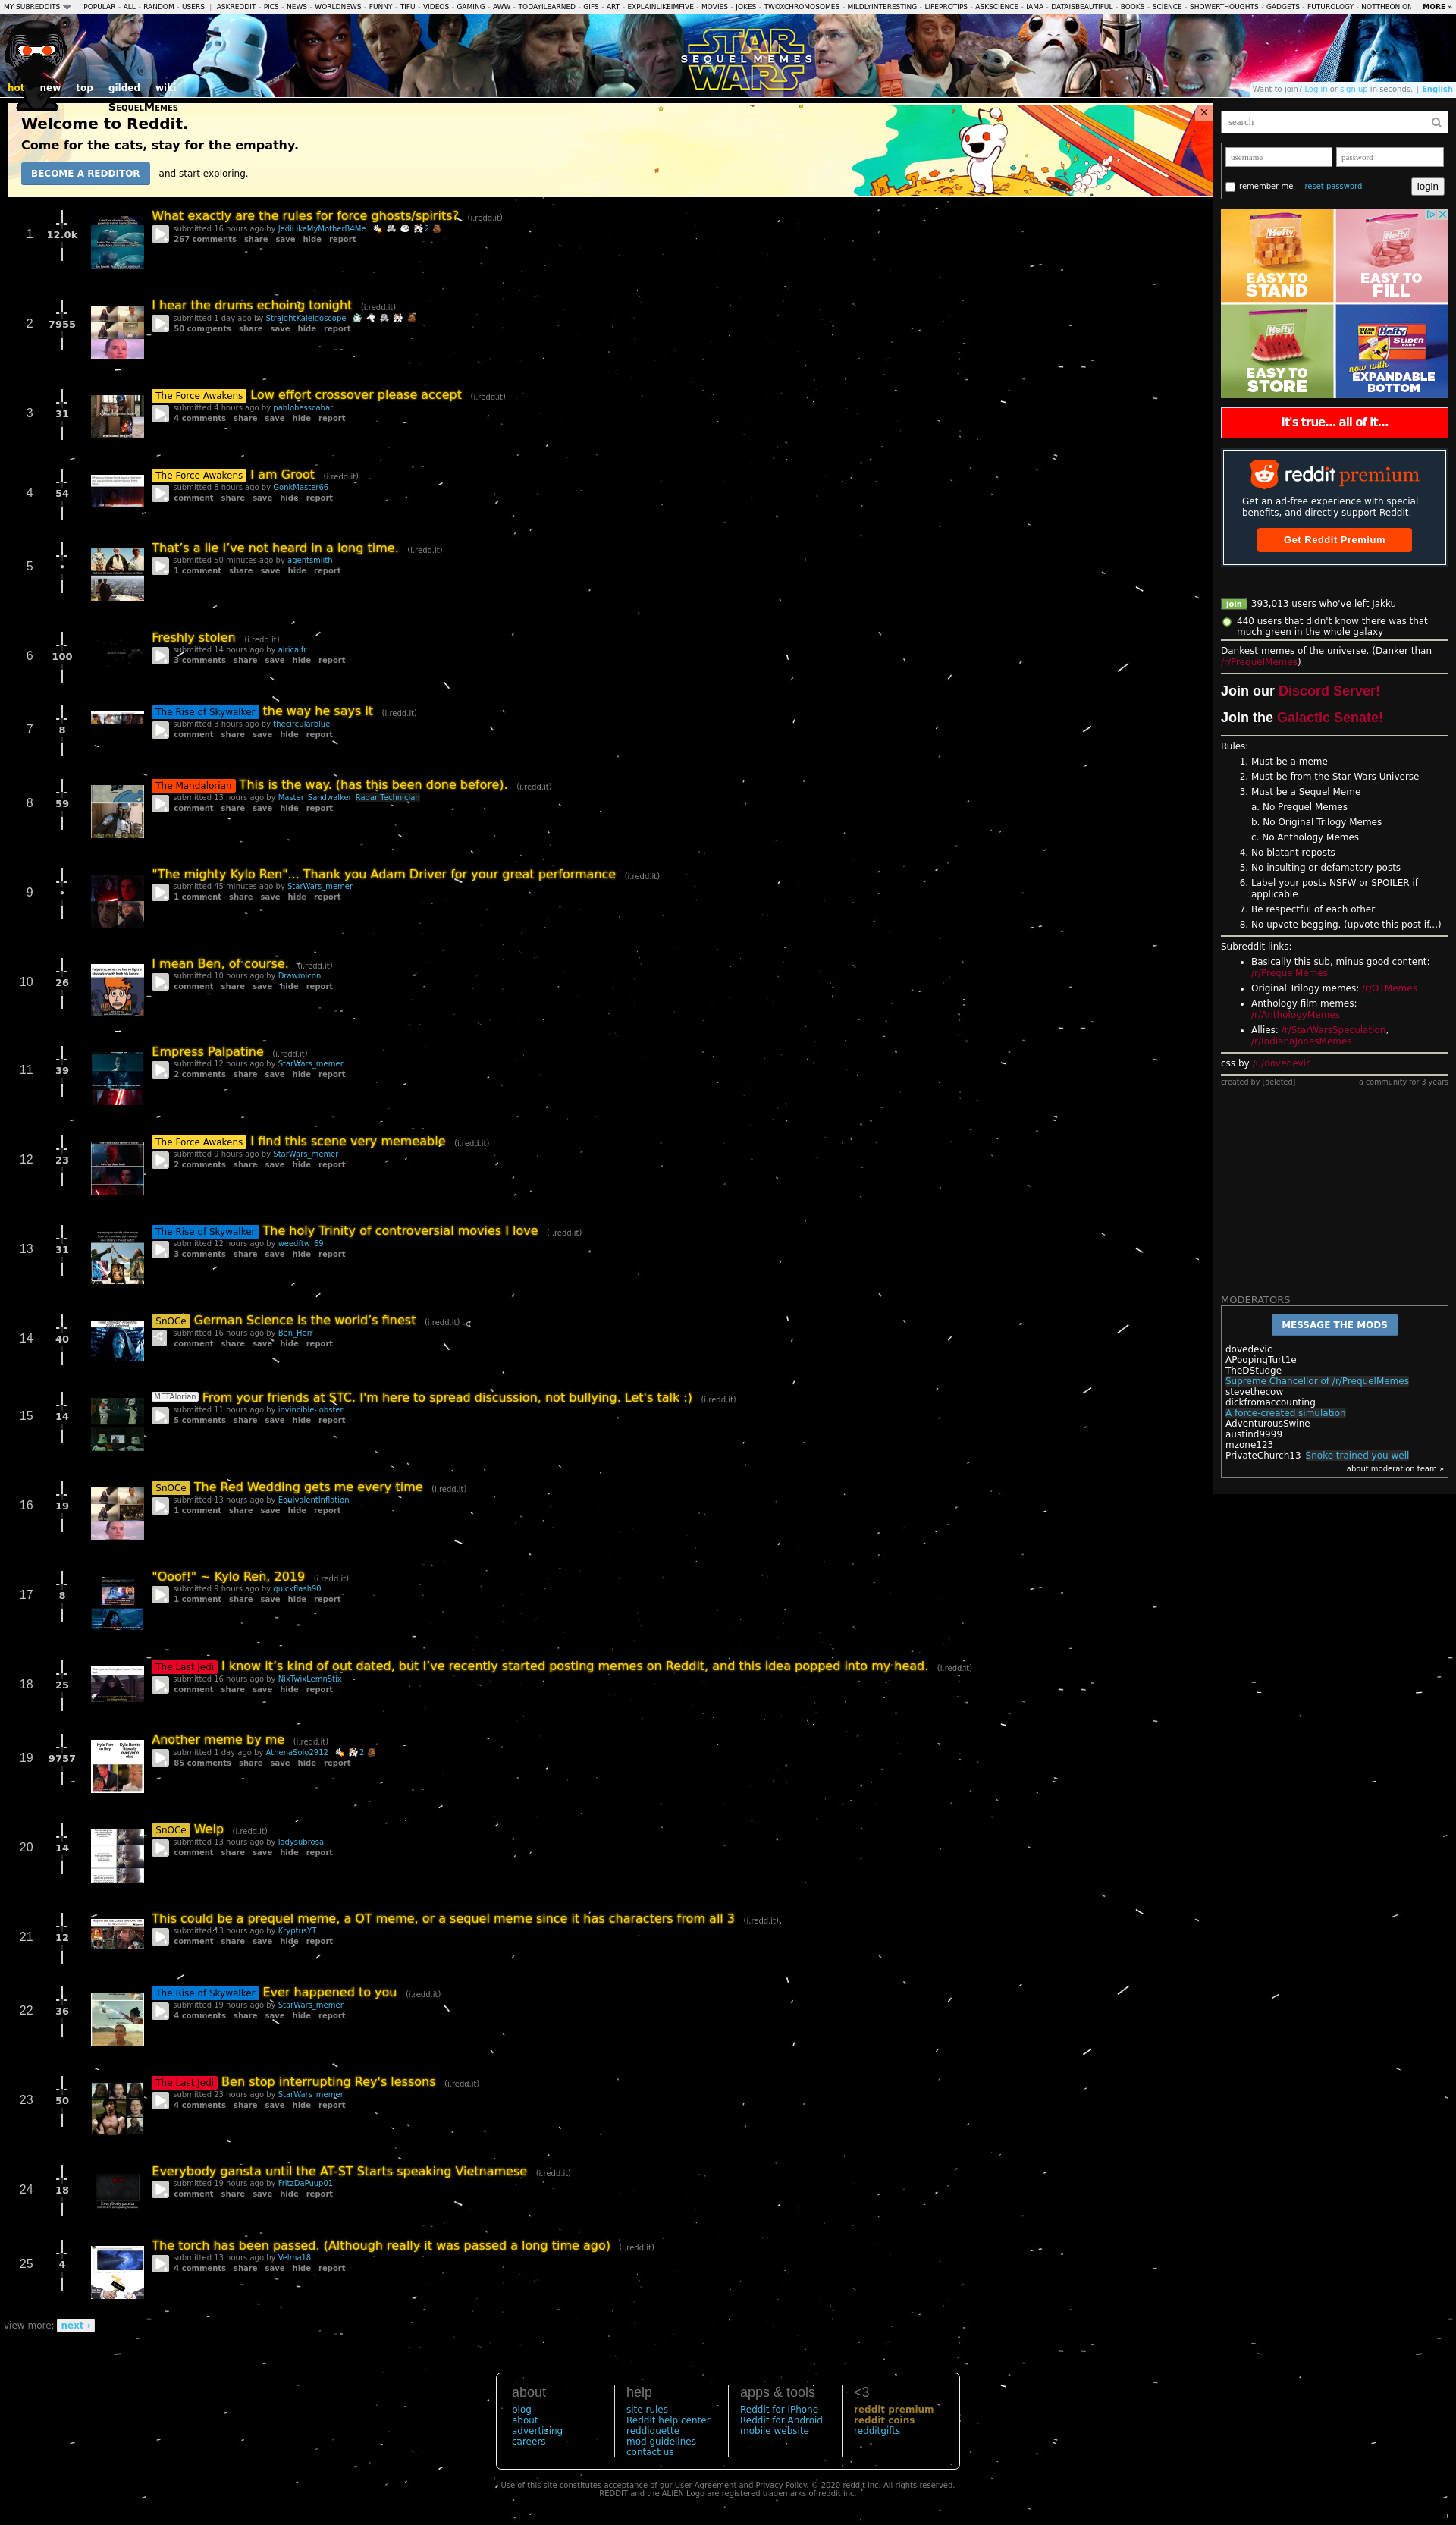 MY SUBREDDITS POPULAR - ALL - RANDOM - USERS | ASKREDDIT - PICS - NEWS - WORLDNEWS - FUNNY - TIFU - VIDEOS - GAMING - AWW - TODAYILEARNED - GIFS - ART - EXPLAINLIKEIMFIVE - MOVIES - JOKES - TWOXCHROMOSOMES - MILDLYINTERESTING - LIFEPROTIPS - ASKSCIENCE - IAMA - DATAISBEAUTIFUL - BOOKS - SCIENCE - SHOWERTHOUGHTS - GADGETS - FUTUROLOGY - NOTTHEONION MORE »
STAR
SEQUEL MEMES
WARS
hot new top gilded wiki
Want to join? Log in or sign up in seconds. | English
SEQUELMEMES
Welcome to Reddit.
Come for the cats, stay for the empathy.
BECOME A REDDITOR and start exploring.
1 12.0k
What exactly are the rules for force ghosts/spirits? (i.redd.it)
submitted 16 hours ago by JediLikeMyMotherB4Me 2
267 comments share save hide report
2 7955
I hear the drums echoing tonight (i.redd.it)
submitted 1 day ago by StraightKaleidoscope
50 comments share save hide report
3 31
The Force Awakens Low effort crossover please accept (i.redd.it)
submitted 4 hours ago by pablobesscabar
4 comments share save hide report
4 54
The Force Awakens I am Groot (i.redd.it)
submitted 8 hours ago by GonkMaster66
comment share save hide report
5 •
That's a lie I've not heard in a long time. (i.redd.it)
submitted 50 minutes ago by agentsmiith
1 comment share save hide report
6 100
Freshly stolen (i.redd.it)
submitted 14 hours ago by alricalfr
3 comments share save hide report
7 8
The Rise of Skywalker the way he says it (i.redd.it)
submitted 3 hours ago by thecircularblue
comment share save hide report
8 59
The Mandalorian This is the way. (has this been done before). (i.redd.it)
submitted 13 hours ago by Master_Sandwalker Radar Technician
comment share save hide report
9 •
"The mighty Kylo Ren"... Thank you Adam Driver for your great performance (i.redd.it)
submitted 45 minutes ago by StarWars_memer
1 comment share save hide report
10 26
I mean Ben, of course. (i.redd.it)
submitted 10 hours ago by Drawmicon
comment share save hide report
11 39
Empress Palpatine (i.redd.it)
submitted 12 hours ago by StarWars_memer
2 comments share save hide report
12 23
The Force Awakens I find this scene very memeable (i.redd.it)
submitted 9 hours ago by StarWars_memer
2 comments share save hide report
13 31
The Rise of Skywalker The holy Trinity of controversial movies I love (i.redd.it)
submitted 12 hours ago by weedftw_69
3 comments share save hide report
14 40
SnOCe German Science is the world's finest (i.redd.it)
submitted 16 hours ago by Ben_Herr
comment share save hide report
15 14
METAlorian From your friends at STC. I'm here to spread discussion, not bullying. Let's talk :) (i.redd.it)
submitted 11 hours ago by invincible-lobster
5 comments share save hide report
16 19
SnOCe The Red Wedding gets me every time (i.redd.it)
submitted 13 hours ago by EquivalentInflation
1 comment share save hide report
17 8
"Ooof!" ~ Kylo Ren, 2019 (i.redd.it)
submitted 9 hours ago by quickflash90
1 comment share save hide report
18 25
The Last Jedi I know it's kind of out dated, but I've recently started posting memes on Reddit, and this idea popped into my head. (i.redd.it)
submitted 16 hours ago by NixTwixLemnStix
comment share save hide report
19 9757
Another meme by me (i.redd.it)
submitted 1 day ago by AthenaSolo2912 2
85 comments share save hide report
20 14
SnOCe Welp (i.redd.it)
submitted 13 hours ago by ladysubrosa
comment share save hide report
21 12
This could be a prequel meme, a OT meme, or a sequel meme since it has characters from all 3 (i.redd.it)
submitted 13 hours ago by KryptusYT
comment share save hide report
22 36
The Rise of Skywalker Ever happened to you (i.redd.it)
submitted 19 hours ago by StarWars_memer
4 comments share save hide report
23 50
The Last Jedi Ben stop interrupting Rey's lessons (i.redd.it)
submitted 23 hours ago by StarWars_memer
4 comments share save hide report
24 18
Everybody gansta until the AT-ST Starts speaking Vietnamese (i.redd.it)
submitted 19 hours ago by FritzDaPuup01
comment share save hide report
25 4
The torch has been passed. (Although really it was passed a long time ago) (i.redd.it)
submitted 13 hours ago by Velma18
4 comments share save hide report
view more: next ›
search
username password
remember me reset password login
Hefty
EASY TO
STAND
Hefty
EASY TO
FILL
Hefty
EASY TO
STORE
Hefty
SLIDER
BAGS
now with
EXPANDABLE
BOTTOM
It's true... all of it...
reddit premium
Get an ad-free experience with special
benefits, and directly support Reddit.
Get Reddit Premium
join 393,013 users who've left Jakku
440 users that didn't know there was that
much green in the whole galaxy
Dankest memes of the universe. (Danker than
/r/PrequelMemes)
Join our Discord Server!
Join the Galactic Senate!
Rules:
1. Must be a meme
2. Must be from the Star Wars Universe
3. Must be a Sequel Meme
a. No Prequel Memes
b. No Original Trilogy Memes
c. No Anthology Memes
4. No blatant reposts
5. No insulting or defamatory posts
6. Label your posts NSFW or SPOILER if
applicable
7. Be respectful of each other
8. No upvote begging. (upvote this post if...)
Subreddit links:
• Basically this sub, minus good content:
/r/PrequelMemes
• Original Trilogy memes: /r/OTMemes
• Anthology film memes:
/r/AnthologyMemes
• Allies: /r/StarWarsSpeculation,
/r/IndianaJonesMemes
css by /u/dovedevic
created by [deleted] a community for 3 years
MODERATORS
MESSAGE THE MODS
dovedevic
APoopingTurt1e
TheDStudge
Supreme Chancellor of /r/PrequelMemes
stevethecow
dickfromaccounting
A force-created simulation
AdventurousSwine
austind9999
mzone123
PrivateChurch13 Snoke trained you well
about moderation team »
about
blog
about
advertising
careers
help
site rules
Reddit help center
reddiquette
mod guidelines
contact us
apps & tools
Reddit for iPhone
Reddit for Android
mobile website
<3
reddit premium
reddit coins
redditgifts
Use of this site constitutes acceptance of our User Agreement and Privacy Policy. © 2020 reddit inc. All rights reserved.
REDDIT and the ALIEN Logo are registered trademarks of reddit inc.
π